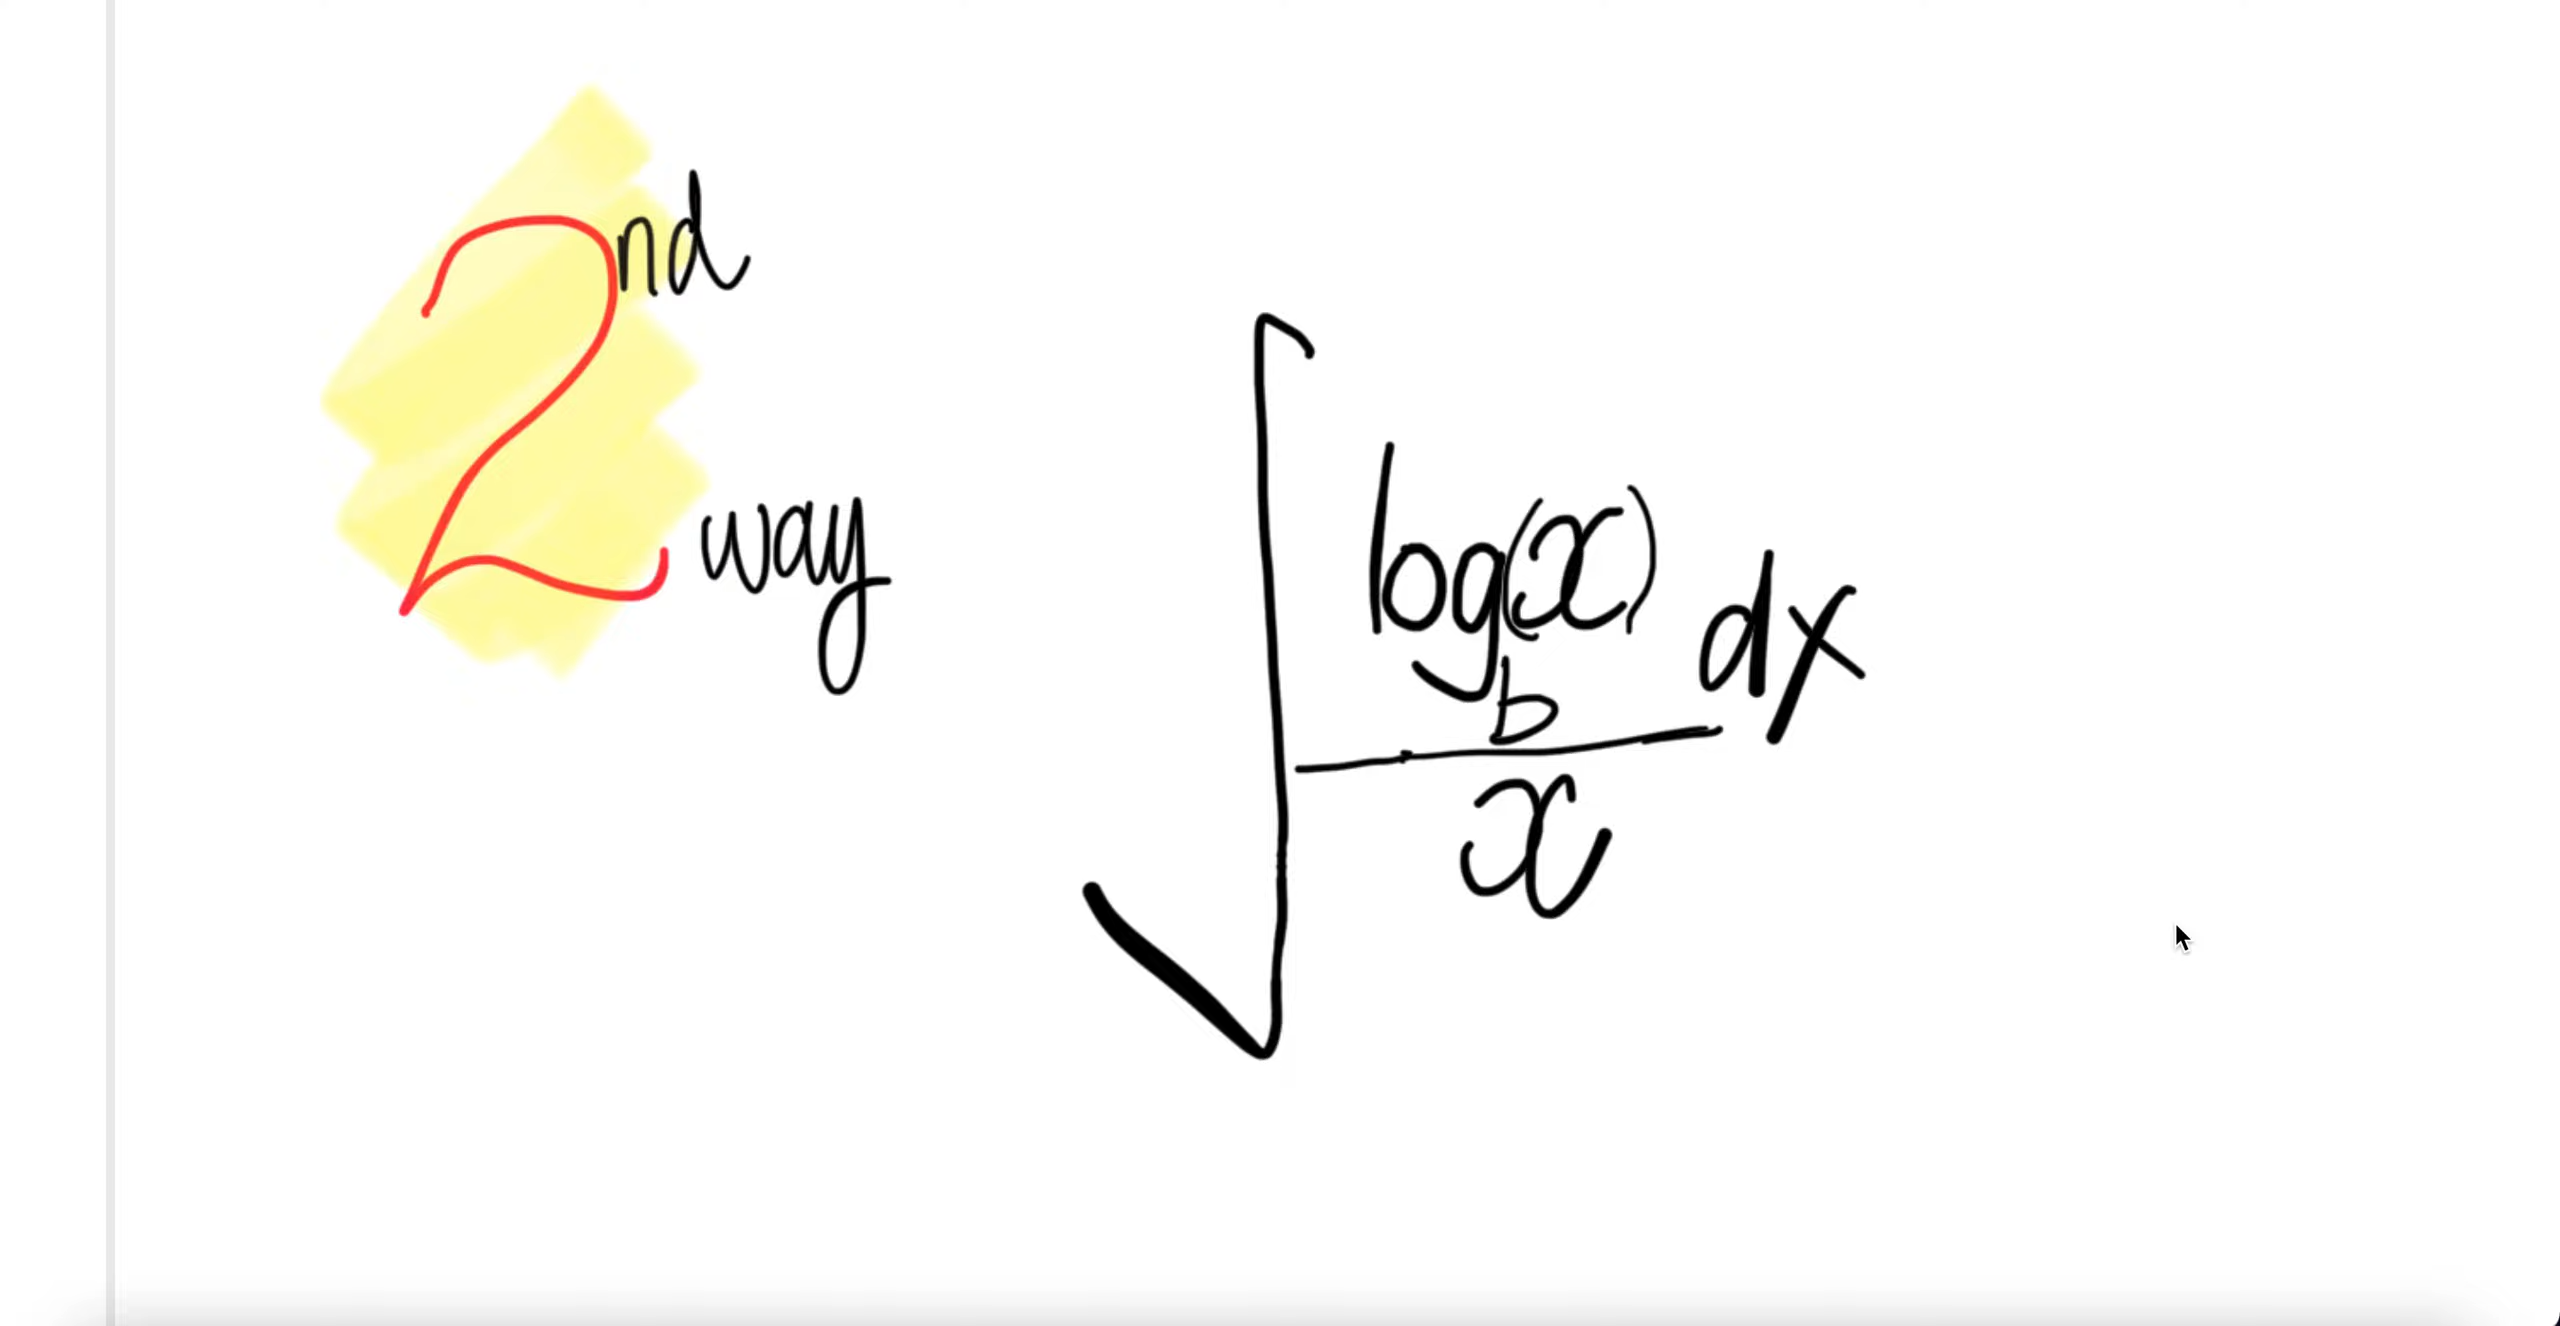 2nd
way
∫ log_b(x)/x dx